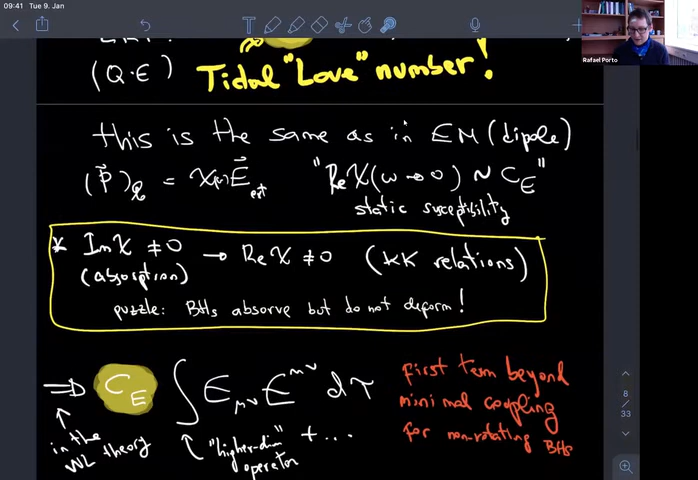 09:41 Tue 9. Jan
Rafael Porto
(Q·E)
Tidal "Love" number!
this is the same as in EM (dipole)
(P⃗)_R = χ(ω) E⃗_ext
"Re χ(ω→0) ~ C_E"
static suceptibility
* Im χ ≠ 0 → Re χ ≠ 0 (KK relations)
(absorption)
puzzle: BHs absorve but do not deform!
⇒ C_E ∫ E_μν E^μν dτ
+ ...
in the
WL theory
"higher-dim"
operator
first term beyond
minimal coupling
for non-rotating BHs
8
/
33